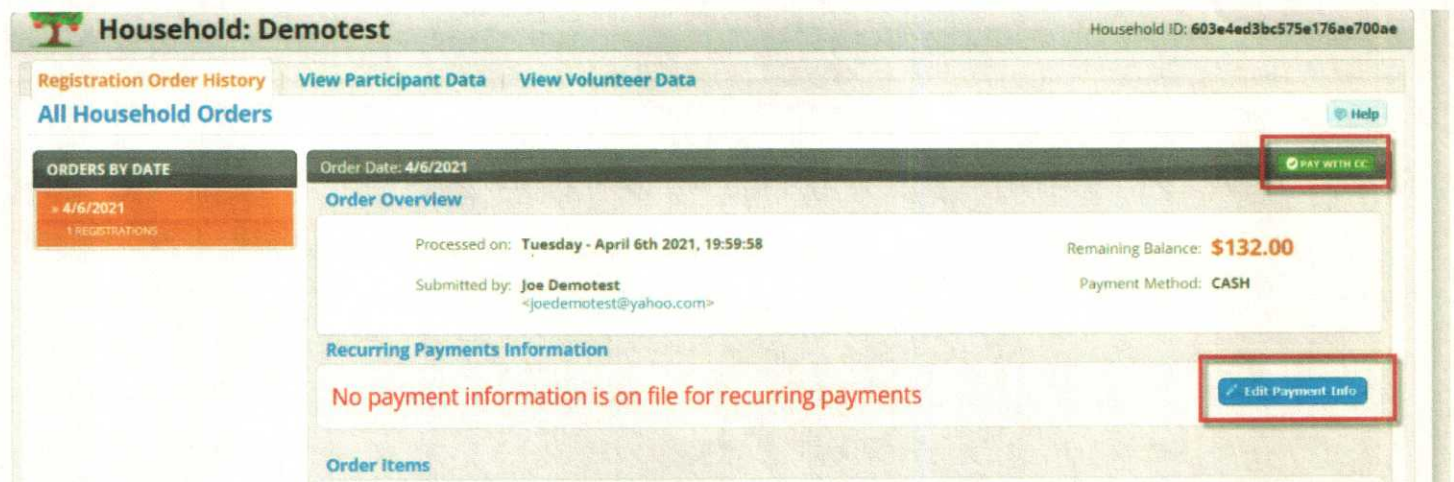 Household: Demotest
Household ID: 603e4ed3bc575e176ae700ae
Registration Order History
View Participant Data
View Volunteer Data
All Household Orders
Help
ORDERS BY DATE
» 4/6/2021
1 REGISTRATIONS
Order Date: 4/6/2021
PAY WITH CC
Order Overview
Processed on: Tuesday - April 6th 2021, 19:59:58
Remaining Balance: $132.00
Submitted by: Joe Demotest
<joedemotest@yahoo.com>
Payment Method: CASH
Recurring Payments Information
No payment information is on file for recurring payments
Edit Payment Info
Order Items